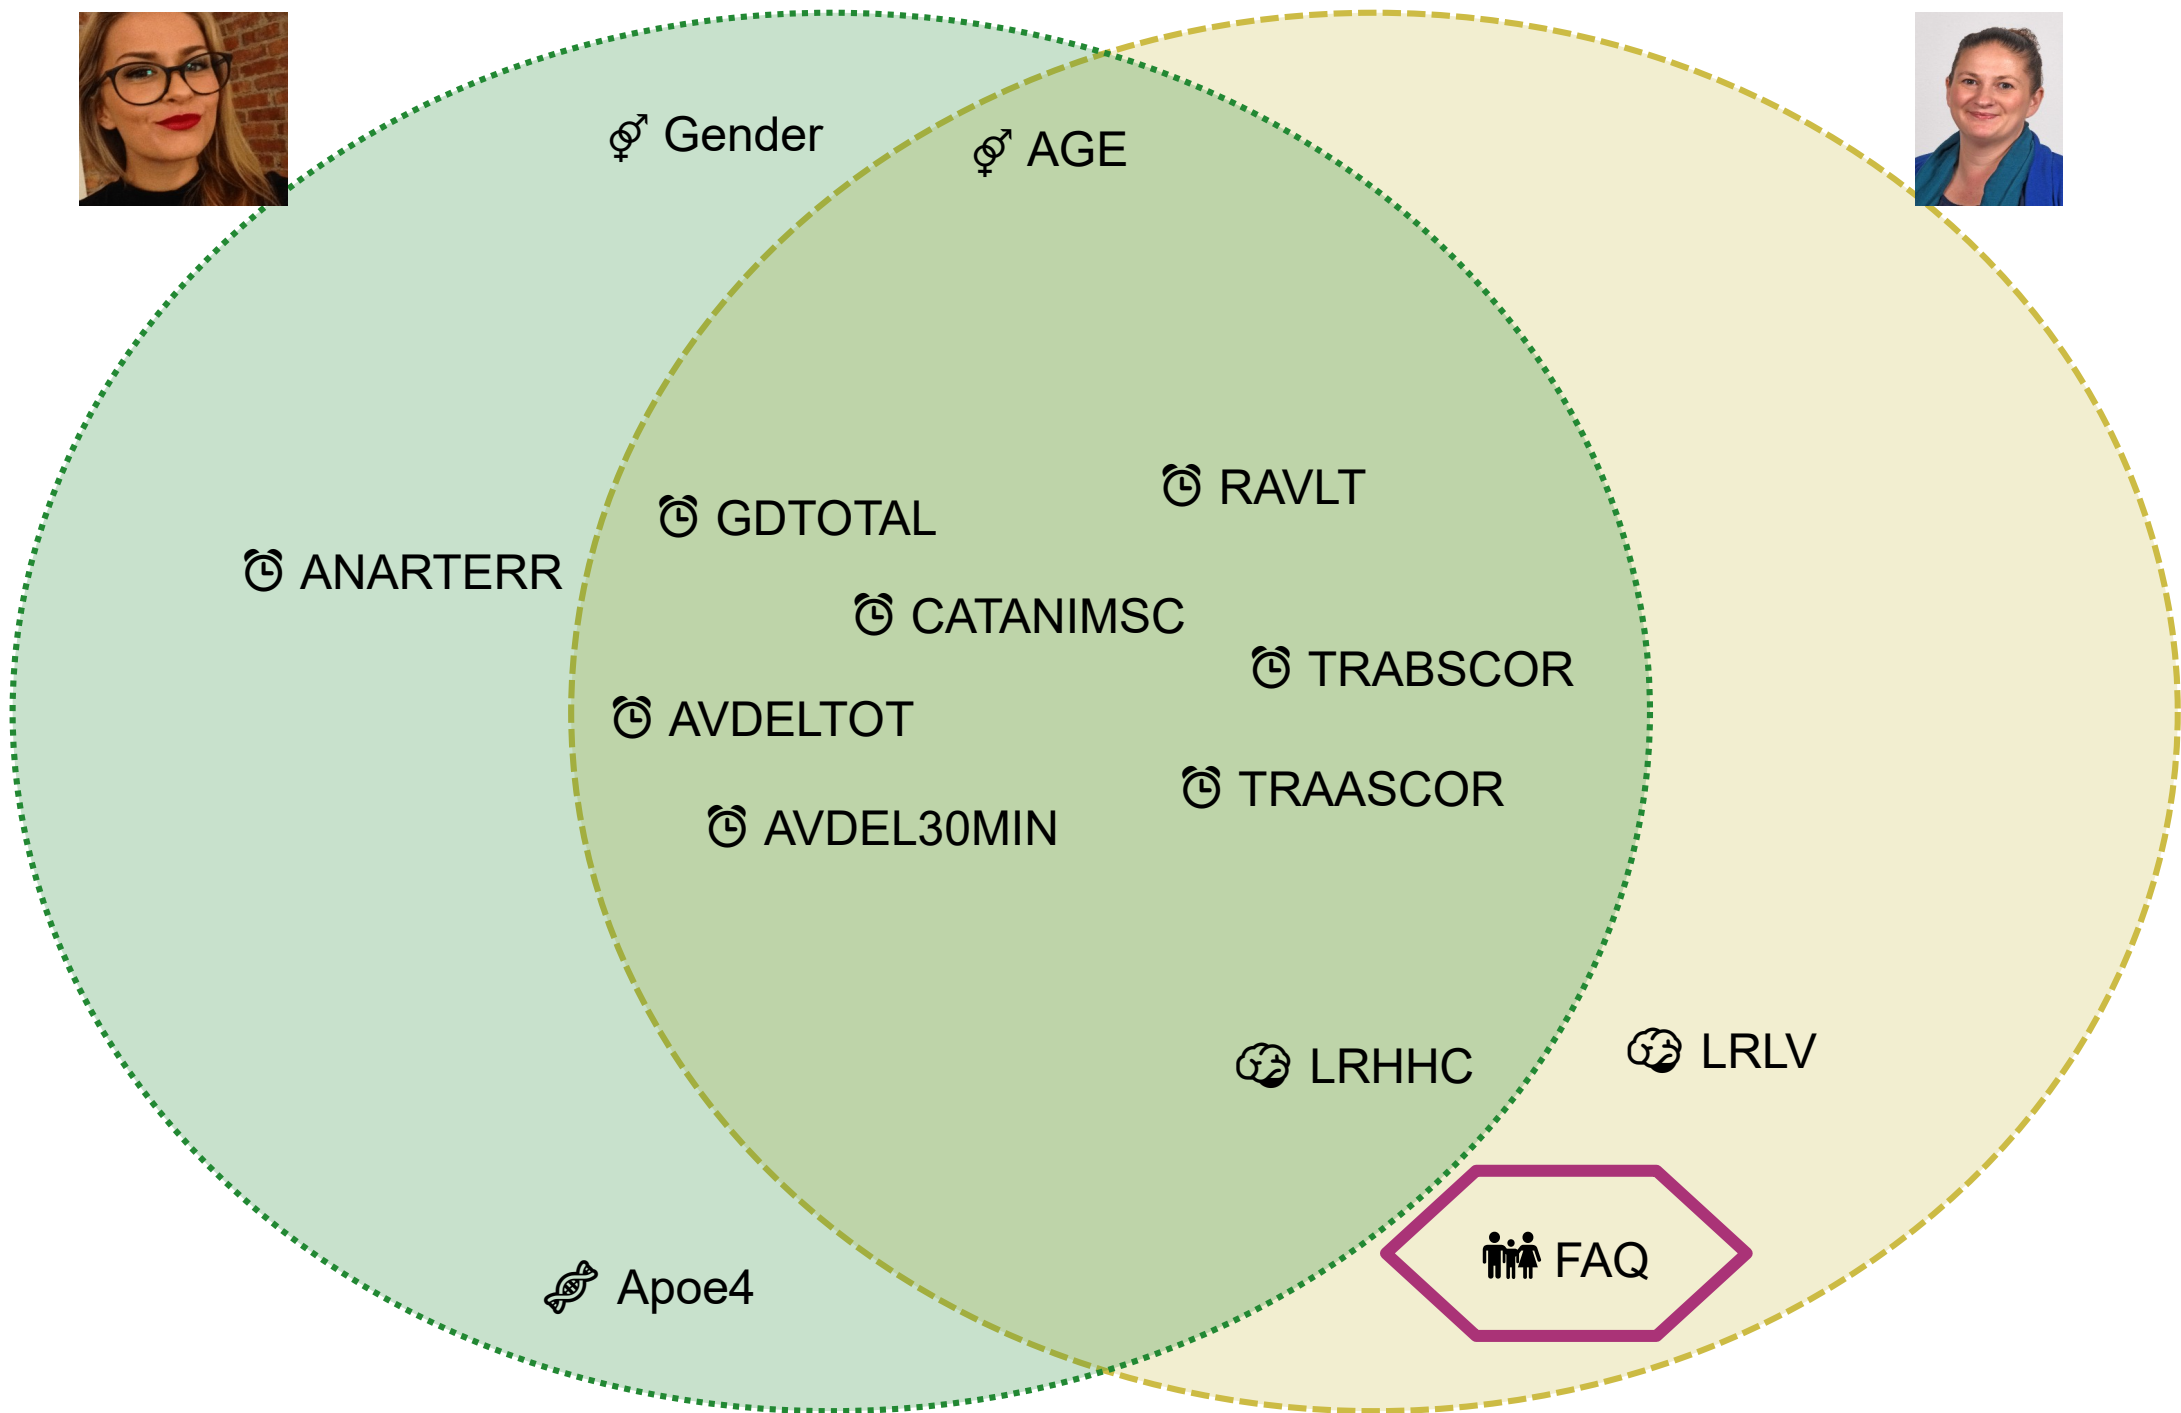 Gender
AGE
RAVLT
GDTOTAL
ANARTERR
CATANIMSC
TRABSCOR
AVDELTOT
TRAASCOR
AVDEL30MIN
LRLV
LRHHC
FAQ
Apoe4